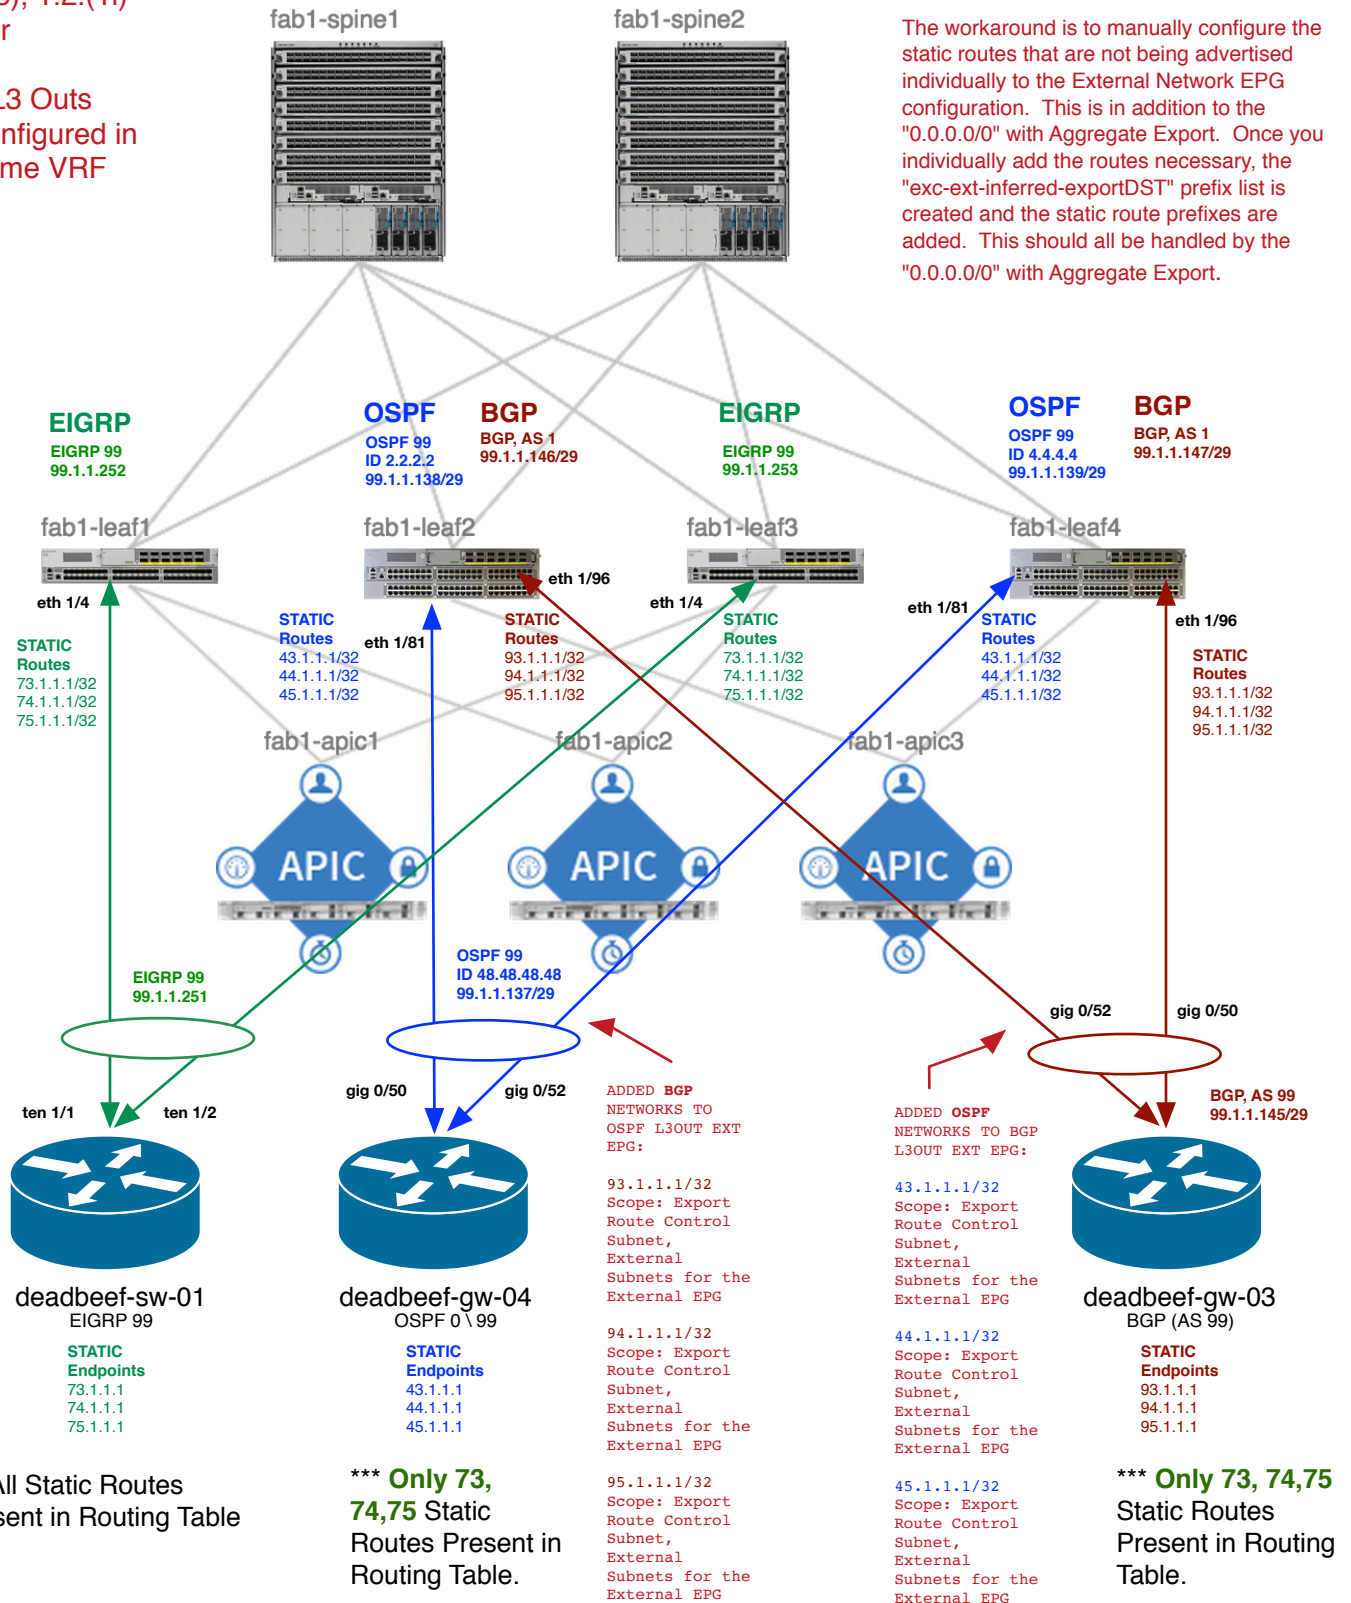 r
L3 Outs
nfigured in
me VRF
fab1-spine1
fab1-spine2
The workaround is to manually configure the
static routes that are not being advertised
individually to the External Network EPG
configuration.  This is in addition to the
"0.0.0.0/0" with Aggregate Export.  Once you
individually add the routes necessary, the
"exc-ext-inferred-exportDST" prefix list is
created and the static route prefixes are
added.  This should all be handled by the
"0.0.0.0/0" with Aggregate Export.
EIGRP
EIGRP 99
99.1.1.252
OSPF
OSPF 99
ID 2.2.2.2
99.1.1.138/29
BGP
BGP, AS 1
99.1.1.146/29
EIGRP
EIGRP 99
99.1.1.253
OSPF
OSPF 99
ID 4.4.4.4
99.1.1.139/29
BGP
BGP, AS 1
99.1.1.147/29
fab1-leaf1
fab1-leaf2
fab1-leaf3
fab1-leaf4
eth 1/4
STATIC
Routes
73.1.1.1/32
74.1.1.1/32
75.1.1.1/32
STATIC
Routes
43.1.1.1/32
44.1.1.1/32
45.1.1.1/32
eth 1/81
eth 1/96
STATIC
Routes
93.1.1.1/32
94.1.1.1/32
95.1.1.1/32
eth 1/4
STATIC
Routes
73.1.1.1/32
74.1.1.1/32
75.1.1.1/32
eth 1/81
STATIC
Routes
43.1.1.1/32
44.1.1.1/32
45.1.1.1/32
eth 1/96
STATIC
Routes
93.1.1.1/32
94.1.1.1/32
95.1.1.1/32
fab1-apic1
fab1-apic2
fab1-apic3
APIC
APIC
APIC
EIGRP 99
99.1.1.251
OSPF 99
ID 48.48.48.48
99.1.1.137/29
gig 0/52
gig 0/50
ten 1/1
ten 1/2
gig 0/50
gig 0/52
BGP, AS 99
99.1.1.145/29
ADDED BGP
NETWORKS TO
OSPF L3OUT EXT
EPG:
93.1.1.1/32
Scope: Export
Route Control
Subnet,
External
Subnets for the
External EPG
94.1.1.1/32
Scope: Export
Route Control
Subnet,
External
Subnets for the
External EPG
95.1.1.1/32
Scope: Export
Route Control
Subnet,
External
Subnets for the
External EPG
ADDED OSPF
NETWORKS TO BGP
L3OUT EXT EPG:
43.1.1.1/32
Scope: Export
Route Control
Subnet,
External
Subnets for the
External EPG
44.1.1.1/32
Scope: Export
Route Control
Subnet,
External
Subnets for the
External EPG
45.1.1.1/32
Scope: Export
Route Control
Subnet,
External
Subnets for the
External EPG
deadbeef-sw-01
EIGRP 99
STATIC
Endpoints
73.1.1.1
74.1.1.1
75.1.1.1
All Static Routes
sent in Routing Table
deadbeef-gw-04
OSPF 0 \ 99
STATIC
Endpoints
43.1.1.1
44.1.1.1
45.1.1.1
*** Only 73,
74,75 Static
Routes Present in
Routing Table.
deadbeef-gw-03
BGP (AS 99)
STATIC
Endpoints
93.1.1.1
94.1.1.1
95.1.1.1
*** Only 73, 74,75
Static Routes
Present in Routing
Table.